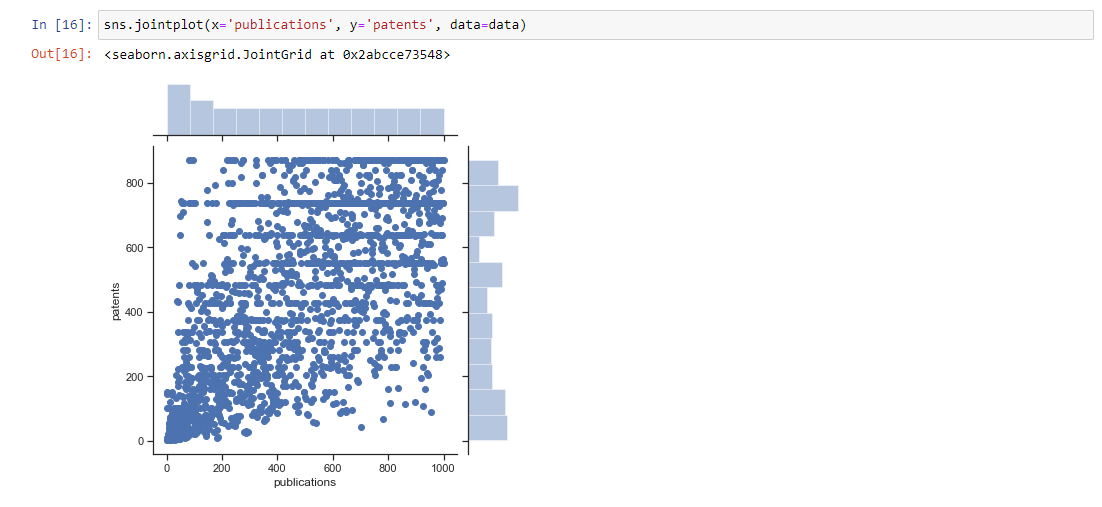 In [16]: sns.jointplot(x='publications', y='patents', data=data)
Out[16]: <seaborn.axisgrid.JointGrid at 0x2abcce73548>
800
600
400
200
0
patents
0 200 400 600 800 1000
publications